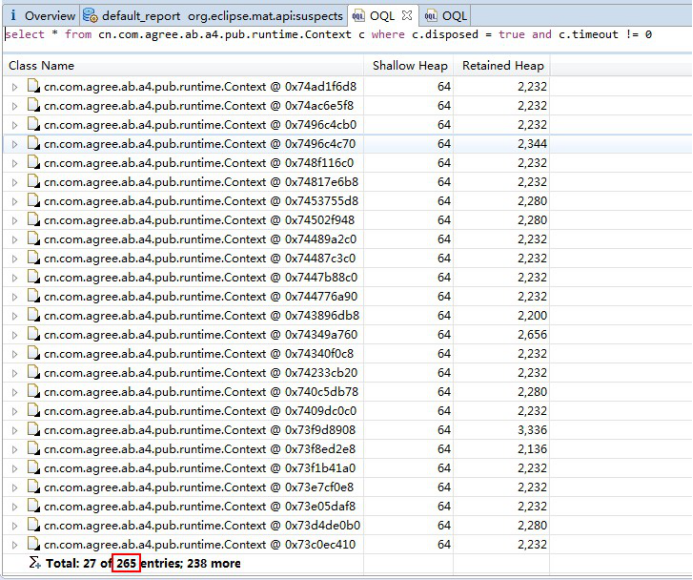 Overview default_report org.eclipse.mat.api:suspects OQL OQL
select * from cn.com.agree.ab.a4.pub.runtime.Context c where c.disposed = true and c.timeout != 0
Class Name Shallow Heap Retained Heap
cn.com.agree.ab.a4.pub.runtime.Context @ 0x74ad1f6d8 64 2,232
cn.com.agree.ab.a4.pub.runtime.Context @ 0x74ac6e5f8 64 2,232
cn.com.agree.ab.a4.pub.runtime.Context @ 0x7496c4cb0 64 2,232
cn.com.agree.ab.a4.pub.runtime.Context @ 0x7496c4c70 64 2,344
cn.com.agree.ab.a4.pub.runtime.Context @ 0x748f116c0 64 2,232
cn.com.agree.ab.a4.pub.runtime.Context @ 0x74817e6b8 64 2,232
cn.com.agree.ab.a4.pub.runtime.Context @ 0x7453755d8 64 2,280
cn.com.agree.ab.a4.pub.runtime.Context @ 0x74502f948 64 2,280
cn.com.agree.ab.a4.pub.runtime.Context @ 0x74489a2c0 64 2,232
cn.com.agree.ab.a4.pub.runtime.Context @ 0x74487c3c0 64 2,232
cn.com.agree.ab.a4.pub.runtime.Context @ 0x7447b88c0 64 2,232
cn.com.agree.ab.a4.pub.runtime.Context @ 0x744776a90 64 2,232
cn.com.agree.ab.a4.pub.runtime.Context @ 0x743896db8 64 2,200
cn.com.agree.ab.a4.pub.runtime.Context @ 0x74349a760 64 2,656
cn.com.agree.ab.a4.pub.runtime.Context @ 0x74340f0c8 64 2,232
cn.com.agree.ab.a4.pub.runtime.Context @ 0x74233cb20 64 2,232
cn.com.agree.ab.a4.pub.runtime.Context @ 0x740c5db78 64 2,280
cn.com.agree.ab.a4.pub.runtime.Context @ 0x7409dc0c0 64 2,232
cn.com.agree.ab.a4.pub.runtime.Context @ 0x73f9d8908 64 3,336
cn.com.agree.ab.a4.pub.runtime.Context @ 0x73f8ed2e8 64 2,136
cn.com.agree.ab.a4.pub.runtime.Context @ 0x73f1b41a0 64 2,232
cn.com.agree.ab.a4.pub.runtime.Context @ 0x73e7cf0e8 64 2,232
cn.com.agree.ab.a4.pub.runtime.Context @ 0x73e05daf8 64 2,232
cn.com.agree.ab.a4.pub.runtime.Context @ 0x73d4de0b0 64 2,280
cn.com.agree.ab.a4.pub.runtime.Context @ 0x73c0ec410 64 2,232
Total: 27 of 265 entries; 238 more